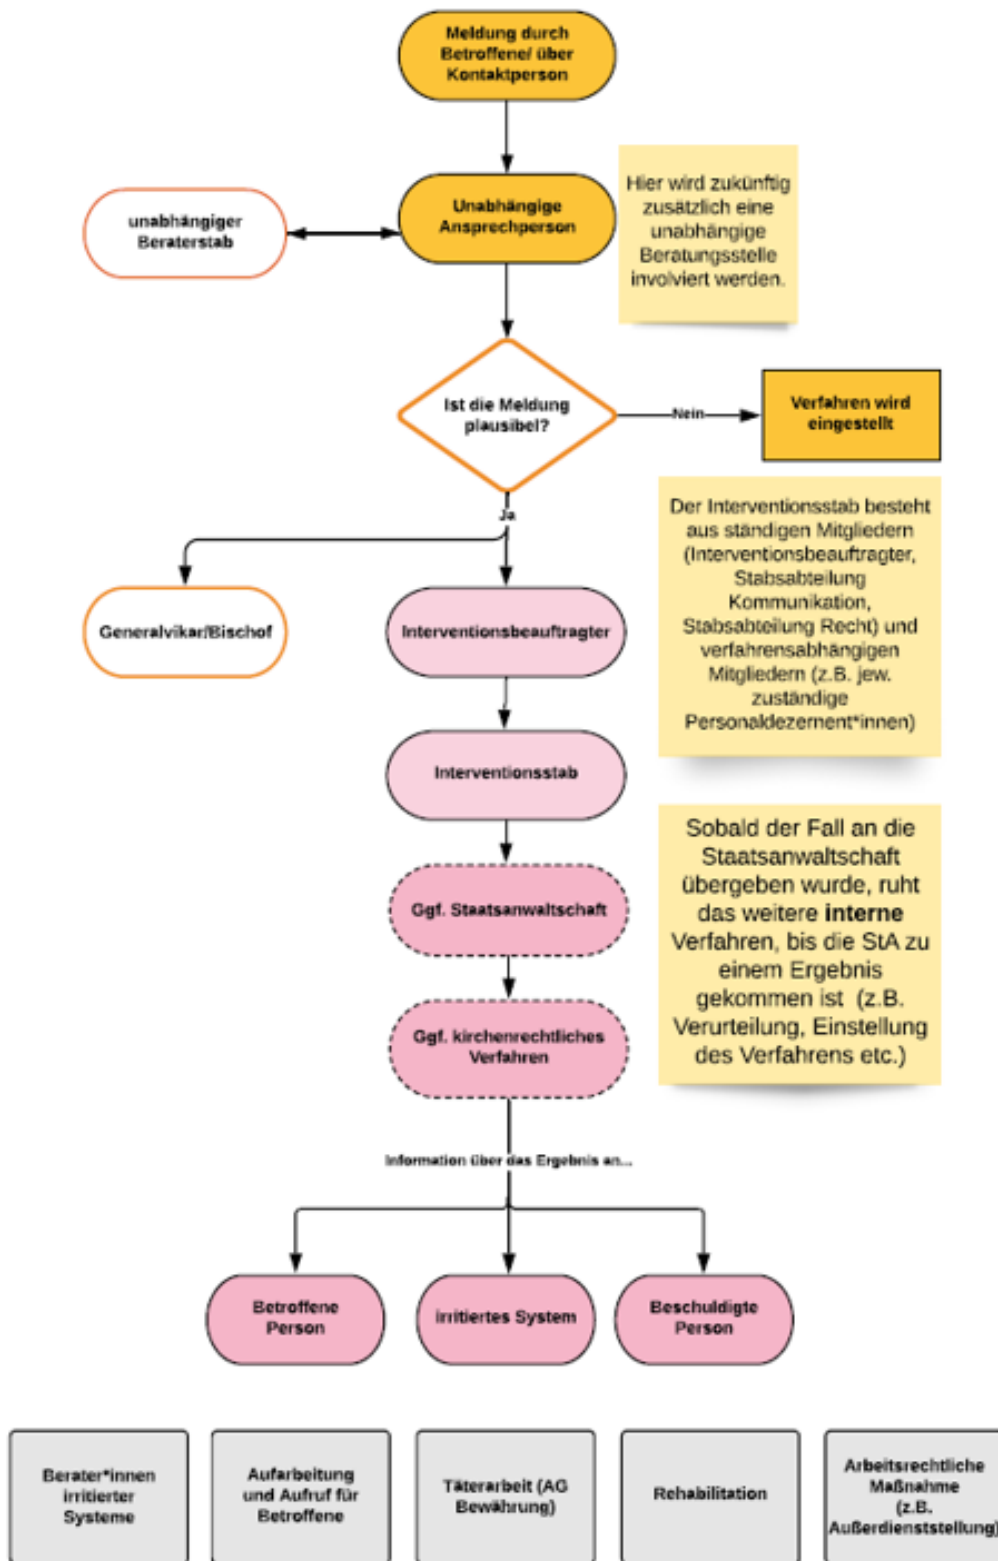 Meldung durch
Betroffene/ über
Kontaktperson
unabhängiger
Beraterstab
Unabhängige
Ansprechperson
Hier wird zukünftig
zusätzlich eine
unabhängige
Beratungsstelle
involviert werden.
Ist die Meldung
plausibel?
Nein
Verfahren wird
eingestellt
Ja
Der Interventionsstab besteht
aus ständigen Mitgliedern
(Interventionsbeauftragter,
Stabsabteilung
Kommunikation,
Stabsabteilung Recht) und
verfahrensabhängigen
Mitgliedern (z.B. jew.
zuständige
Personaldezernent*innen)
Generalvikar/Bischof
Interventionsbeauftragter
Interventionsstab
Sobald der Fall an die
Staatsanwaltschaft
übergeben wurde, ruht
das weitere interne
Verfahren, bis die StA zu
einem Ergebnis
gekommen ist (z.B.
Verurteilung, Einstellung
des Verfahrens etc.)
Ggf. Staatsanwaltschaft
Ggf. kirchenrechtliches
Verfahren
Information über das Ergebnis an...
Betroffene
Person
irritiertes System
Beschuldigte
Person
Berater*innen
irritierter
Systeme
Aufarbeitung
und Aufruf für
Betroffene
Täterarbeit (AG
Bewährung)
Rehabilitation
Arbeitsrechtliche
Maßnahme
(z.B.
Außerdienststellung)